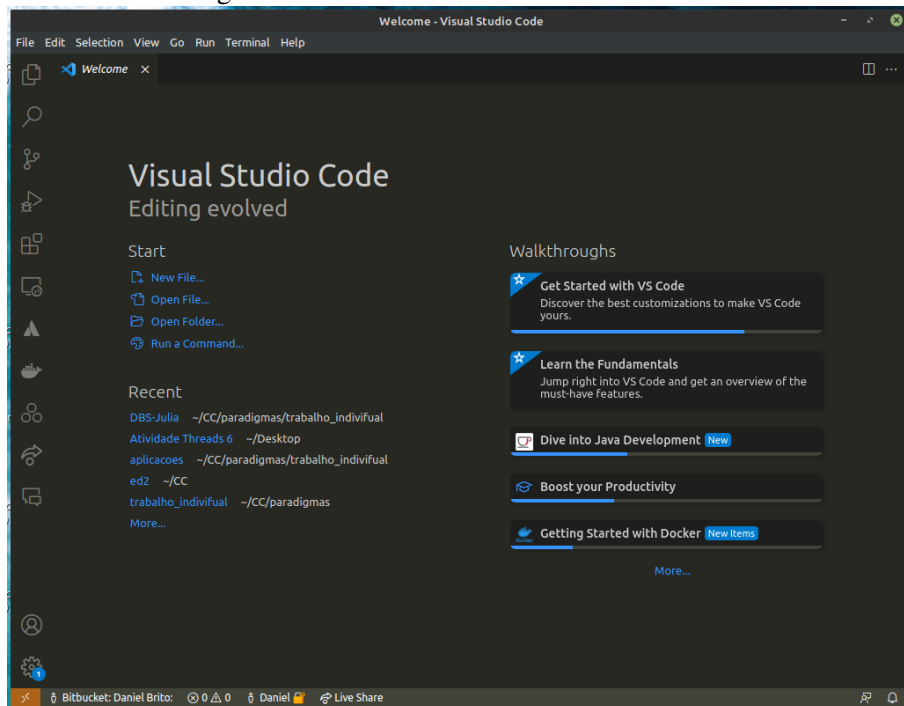 Welcome - Visual Studio Code
File Edit Selection View Go Run Terminal Help
Welcome
Visual Studio Code
Editing evolved
Start
New File...
Open File...
Open Folder...
Run a Command...
Recent
DBS-Julia ~/CC/paradigmas/trabalho_indivifual
Atividade Threads 6 ~/Desktop
aplicacoes ~/CC/paradigmas/trabalho_indivifual
ed2 ~/CC
trabalho_indivifual ~/CC/paradigmas
More...
Walkthroughs
Get Started with VS Code
Discover the best customizations to make VS Code
yours.
Learn the Fundamentals
Jump right into VS Code and get an overview of the
must-have features.
Dive into Java Development New
Boost your Productivity
Getting Started with Docker New Items
More...
1
Bitbucket: Daniel Brito: 0 0 Daniel Live Share